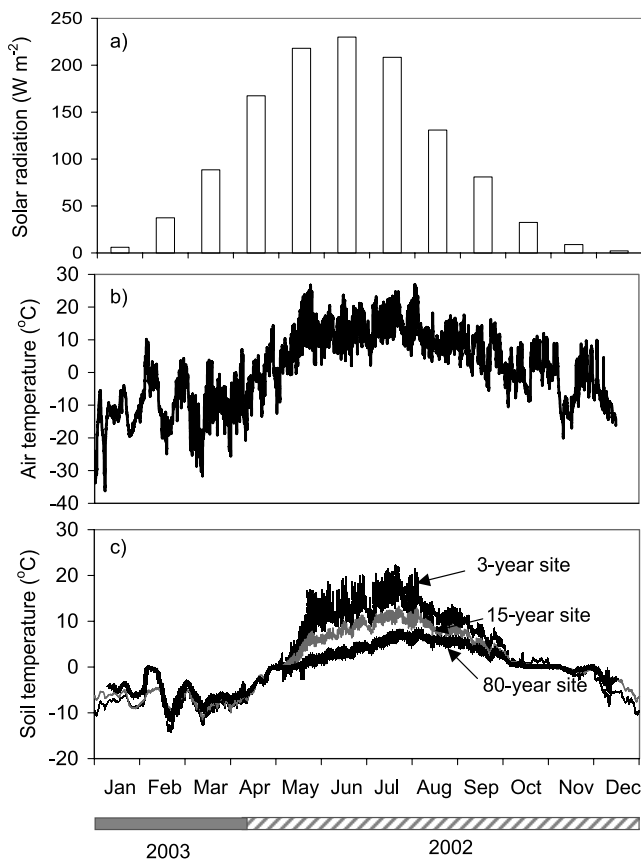 a)
Solar radiation (W m⁻²)
250
200
150
100
50
0
b)
Air temperature (°C)
30
20
10
0
-10
-20
-30
-40
c)
Soil temperature (°C)
30
20
10
0
-10
-20
3-year site
15-year site
80-year site
Jan Feb Mar Apr May Jun Jul Aug Sep Oct Nov Dec
2003 2002